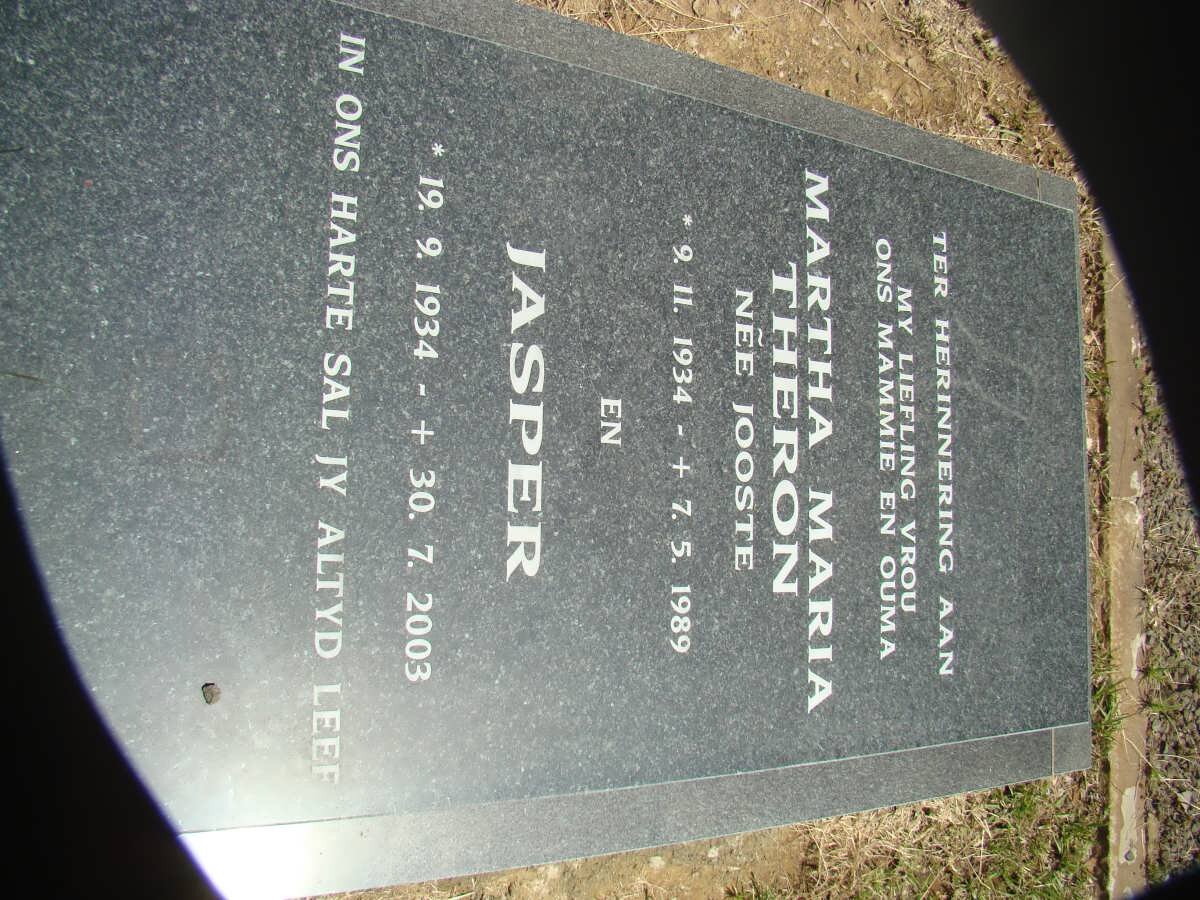 TER HERINNERING AAN
MY LIEFLING VROU
ONS MAMMIE EN OUMA
MARTHA MARIA
THERON
NẼE JOOSTE
* 9. 11. 1934 - + 7. 5. 1989
EN
JASPER
* 19. 9. 1934 - + 30. 7. 2003
IN ONS HARTE SAL JY ALTYD LEEF